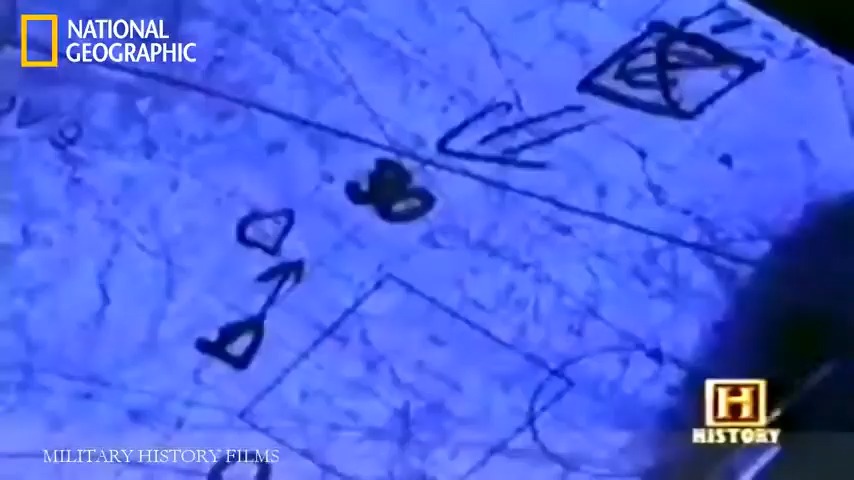 NATIONAL
GEOGRAPHIC
H
HISTORY
MILITARY HISTORY FILMS